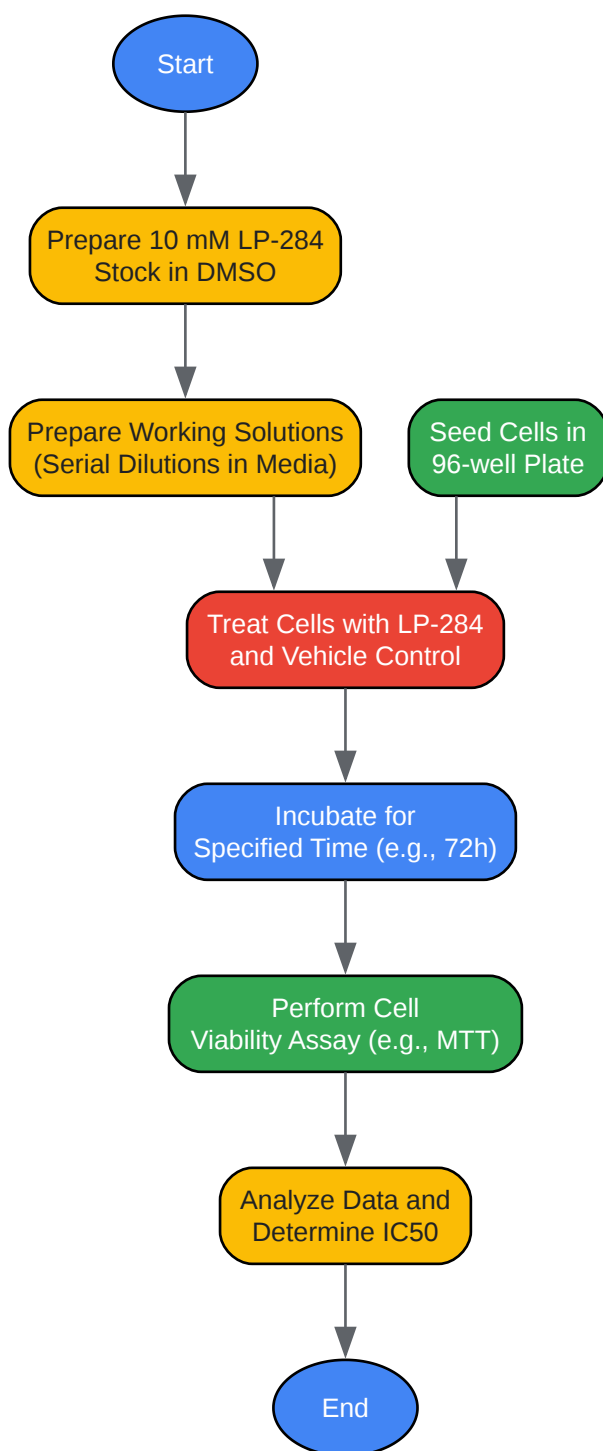 Start
Prepare 10 mM LP-284
Stock in DMSO
Prepare Working Solutions
(Serial Dilutions in Media)
Seed Cells in
96-well Plate
Treat Cells with LP-284
and Vehicle Control
Incubate for
Specified Time (e.g., 72h)
Perform Cell
Viability Assay (e.g., MTT)
Analyze Data and
Determine IC50
End